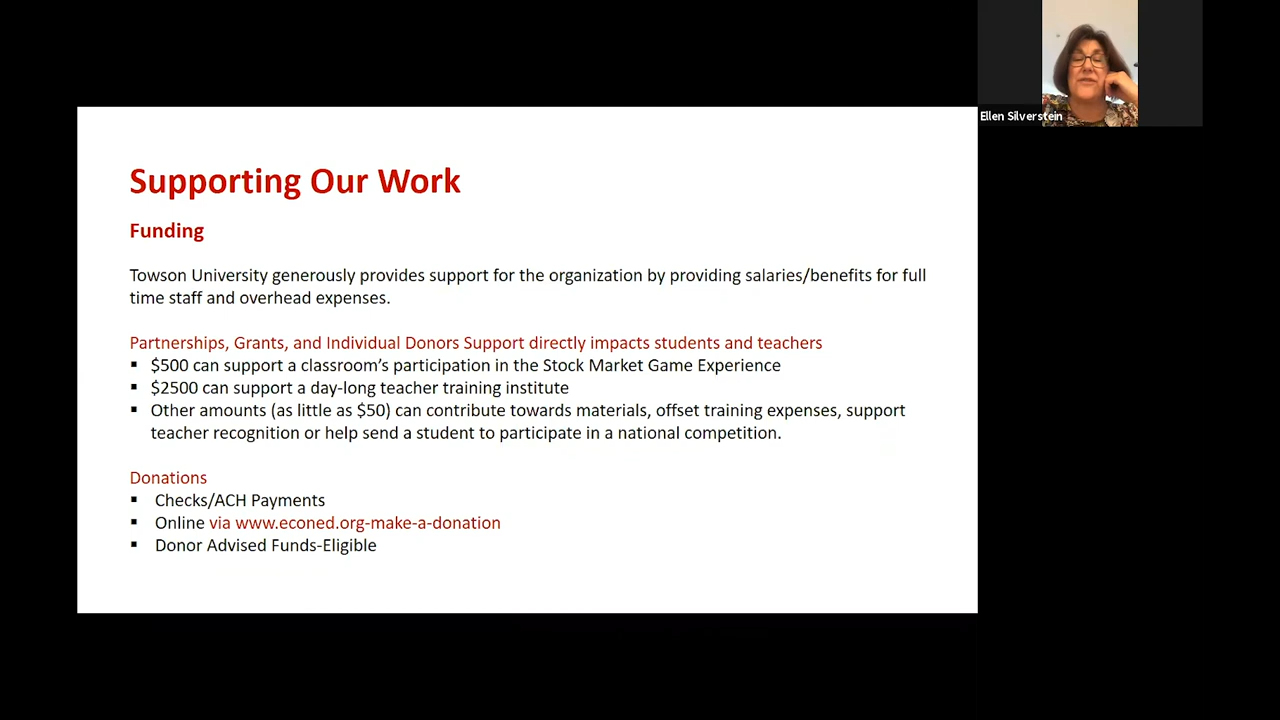 Ellen Silverstein
Supporting Our Work
Funding
Towson University generously provides support for the organization by providing salaries/benefits for full
time staff and overhead expenses.
Partnerships, Grants, and Individual Donors Support directly impacts students and teachers
▪ $500 can support a classroom’s participation in the Stock Market Game Experience
▪ $2500 can support a day-long teacher training institute
▪ Other amounts (as little as $50) can contribute towards materials, offset training expenses, support
teacher recognition or help send a student to participate in a national competition.
Donations
▪ Checks/ACH Payments
▪ Online via www.econed.org-make-a-donation
▪ Donor Advised Funds-Eligible